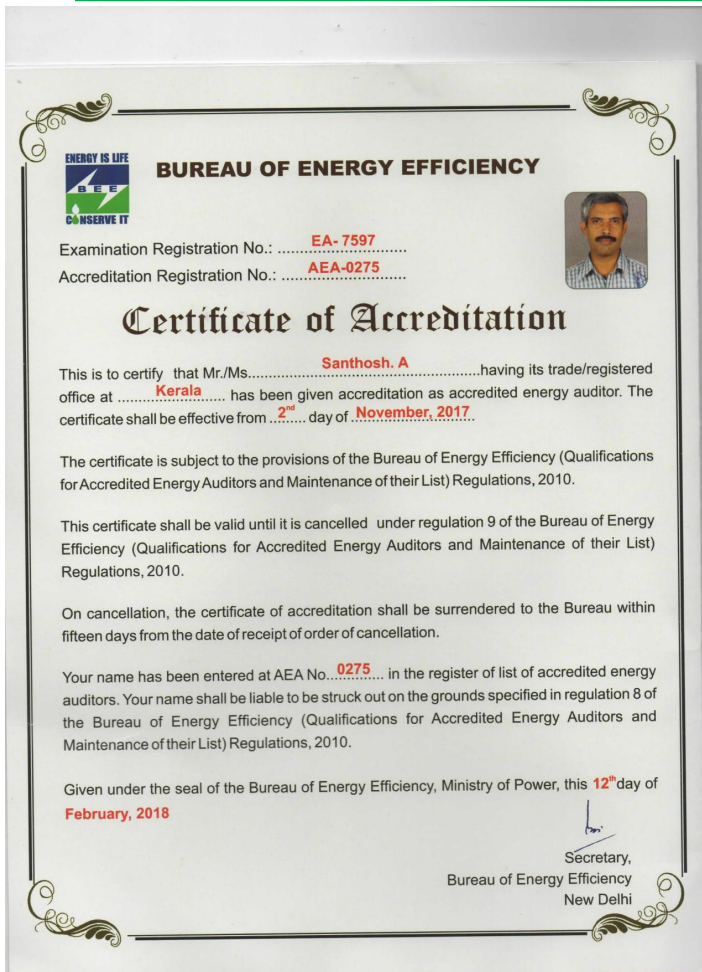 ENERGY IS LIFE
BEE
CONSERVE IT
BUREAU OF ENERGY EFFICIENCY
Examination Registration No.: ...EA- 7597...
Accreditation Registration No.: ...AEA-0275...
Certificate of Accreditation
This is to certify that Mr./Ms...Santhosh. A...having its trade/registered
office at ...Kerala... has been given accreditation as accredited energy auditor. The
certificate shall be effective from ..2nd.. day of November, 2017
The certificate is subject to the provisions of the Bureau of Energy Efficiency (Qualifications
for Accredited Energy Auditors and Maintenance of their List) Regulations, 2010.
This certificate shall be valid until it is cancelled under regulation 9 of the Bureau of Energy
Efficiency (Qualifications for Accredited Energy Auditors and Maintenance of their List)
Regulations, 2010.
On cancellation, the certificate of accreditation shall be surrendered to the Bureau within
fifteen days from the date of receipt of order of cancellation.
Your name has been entered at AEA No...0275... in the register of list of accredited energy
auditors. Your name shall be liable to be struck out on the grounds specified in regulation 8 of
the Bureau of Energy Efficiency (Qualifications for Accredited Energy Auditors and
Maintenance of their List) Regulations, 2010.
Given under the seal of the Bureau of Energy Efficiency, Ministry of Power, this 12th day of
February, 2018
Secretary,
Bureau of Energy Efficiency
New Delhi